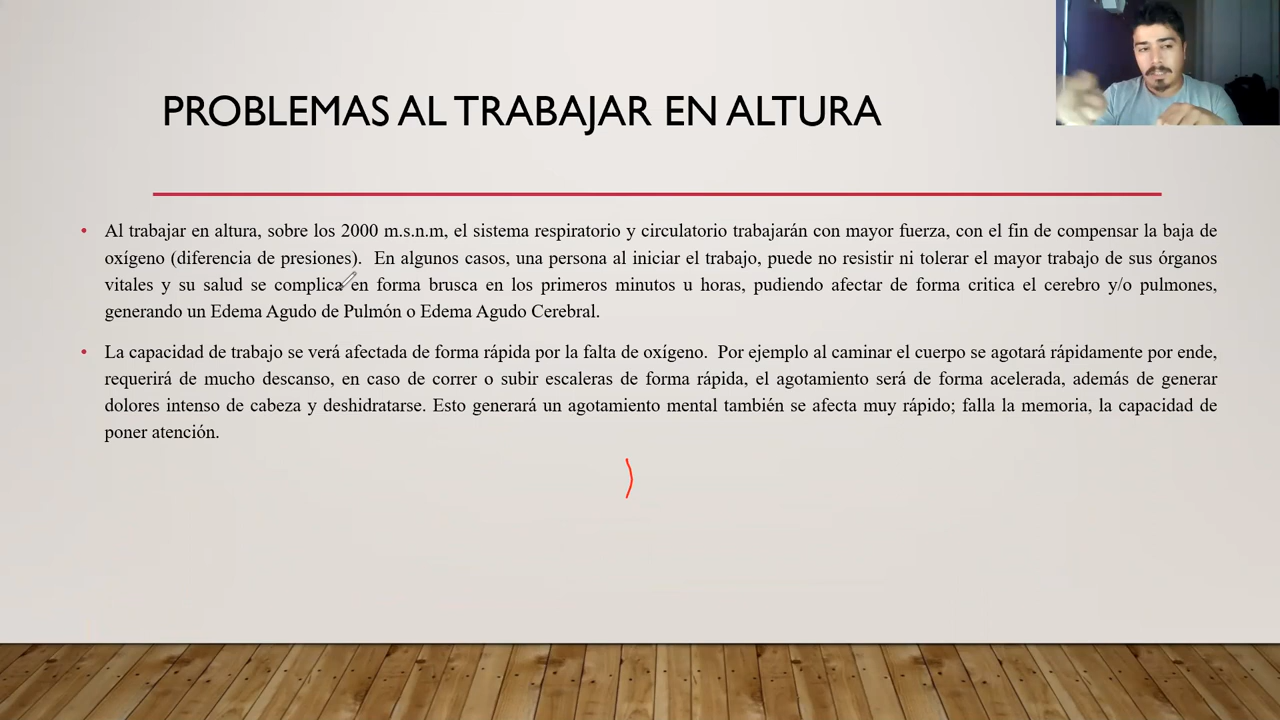 PROBLEMAS AL TRABAJAR EN ALTURA
• Al trabajar en altura, sobre los 2000 m.s.n.m, el sistema respiratorio y circulatorio trabajarán con mayor fuerza, con el fin de compensar la baja de
oxígeno (diferencia de presiones).  En algunos casos, una persona al iniciar el trabajo, puede no resistir ni tolerar el mayor trabajo de sus órganos
vitales y su salud se complica en forma brusca en los primeros minutos u horas, pudiendo afectar de forma critica el cerebro y/o pulmones,
generando un Edema Agudo de Pulmón o Edema Agudo Cerebral.
• La capacidad de trabajo se verá afectada de forma rápida por la falta de oxígeno.  Por ejemplo al caminar el cuerpo se agotará rápidamente por ende,
requerirá de mucho descanso, en caso de correr o subir escaleras de forma rápida, el agotamiento será de forma acelerada, además de generar
dolores intenso de cabeza y deshidratarse. Esto generará un agotamiento mental también se afecta muy rápido; falla la memoria, la capacidad de
poner atención.